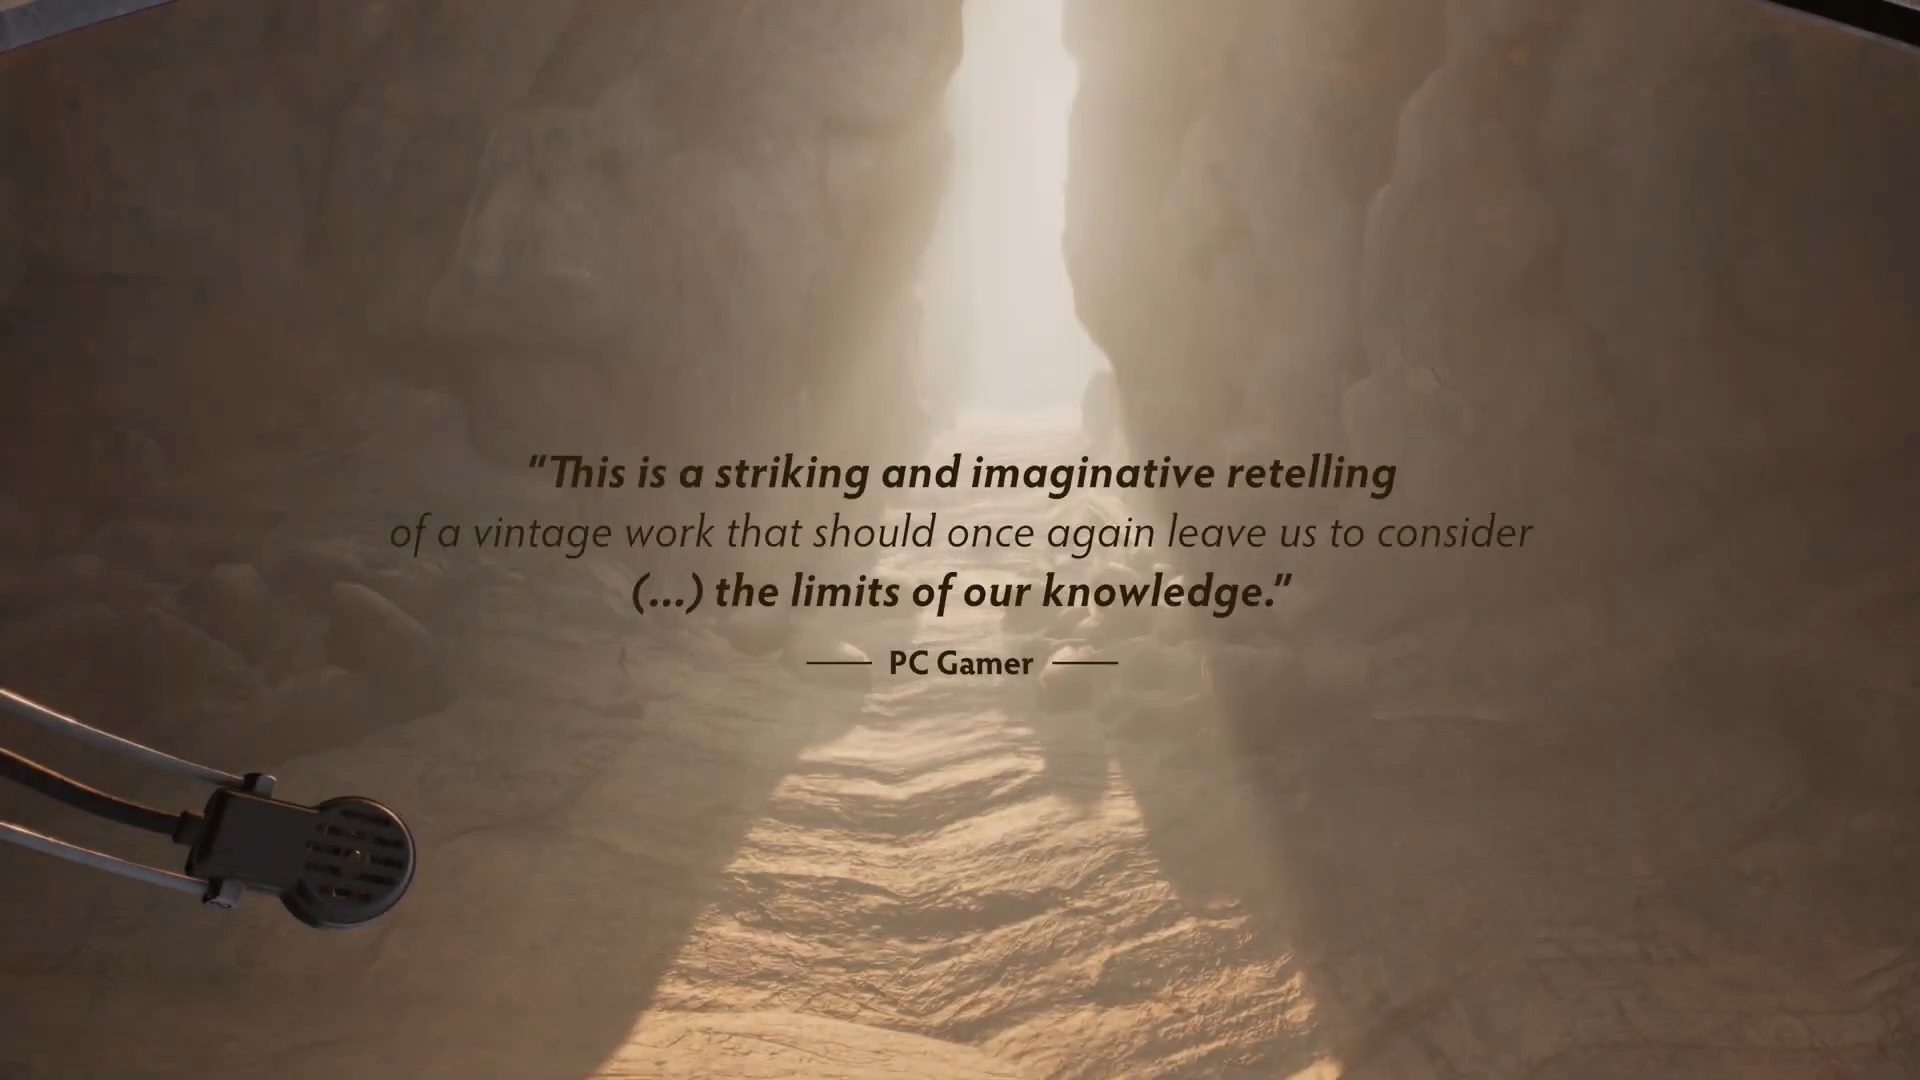 "This is a striking and imaginative retelling
of a vintage work that should once again leave us to consider
(...) the limits of our knowledge."
PC Gamer